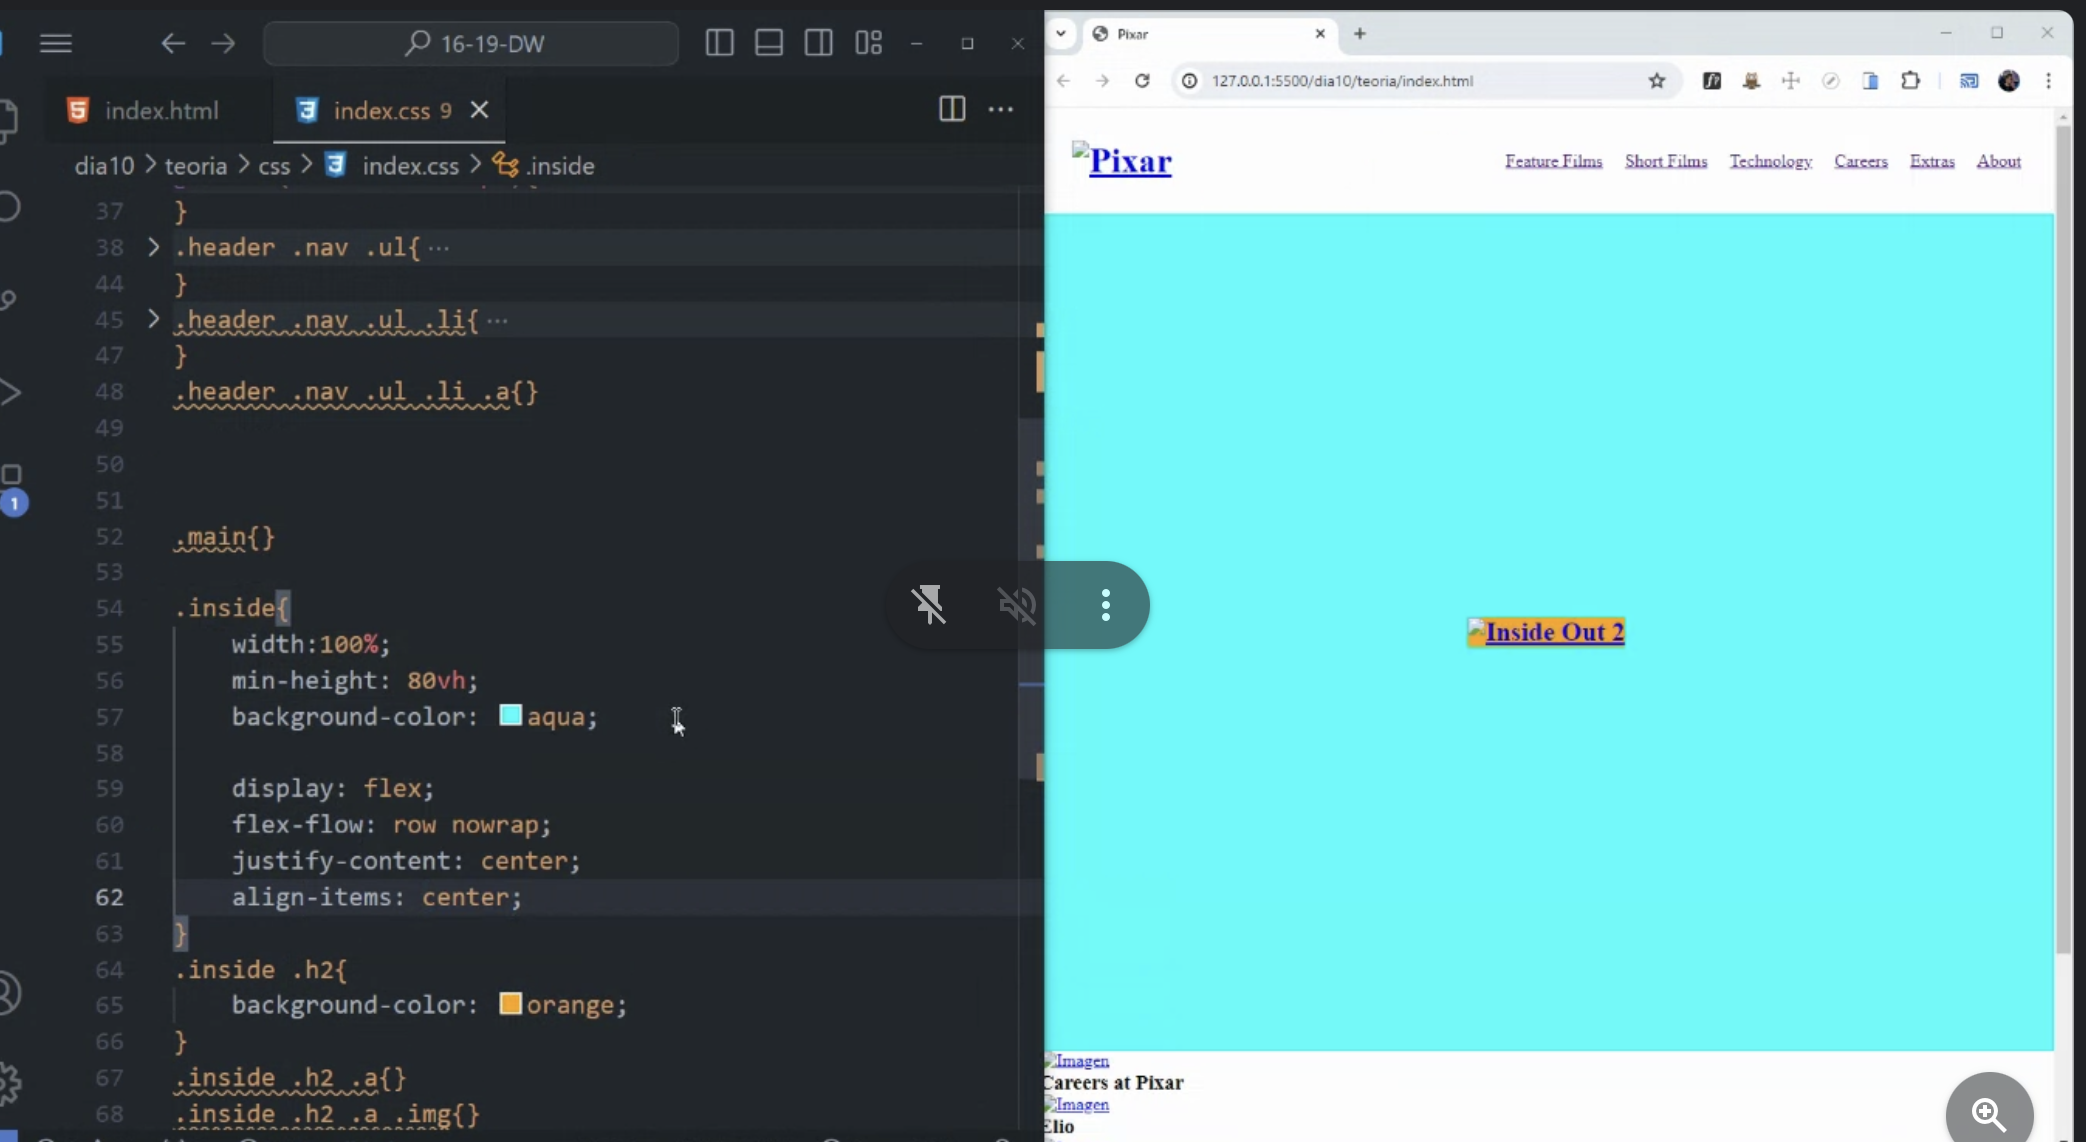 16-19-DW
index.html
index.css 9
dia10 > teoria > css > index.css > .inside
37 }
38 .header .nav .ul{ ...
44 }
45 .header .nav .ul .li{ ...
47 }
48 .header .nav .ul .li .a{}
49
50
51
52 .main{}
53
54 .inside{
55 width:100%;
56 min-height: 80vh;
57 background-color: aqua;
58
59 display: flex;
60 flex-flow: row nowrap;
61 justify-content: center;
62 align-items: center;
63 }
64 .inside .h2{
65 background-color: orange;
66 }
67 .inside .h2 .a{}
68 .inside .h2 .a .img{}
1
Pixar
127.0.0.1:5500/dia10/teoria/index.html
Pixar
Feature Films Short Films Technology Careers Extras About
Inside Out 2
Imagen
Careers at Pixar
Imagen
Elio